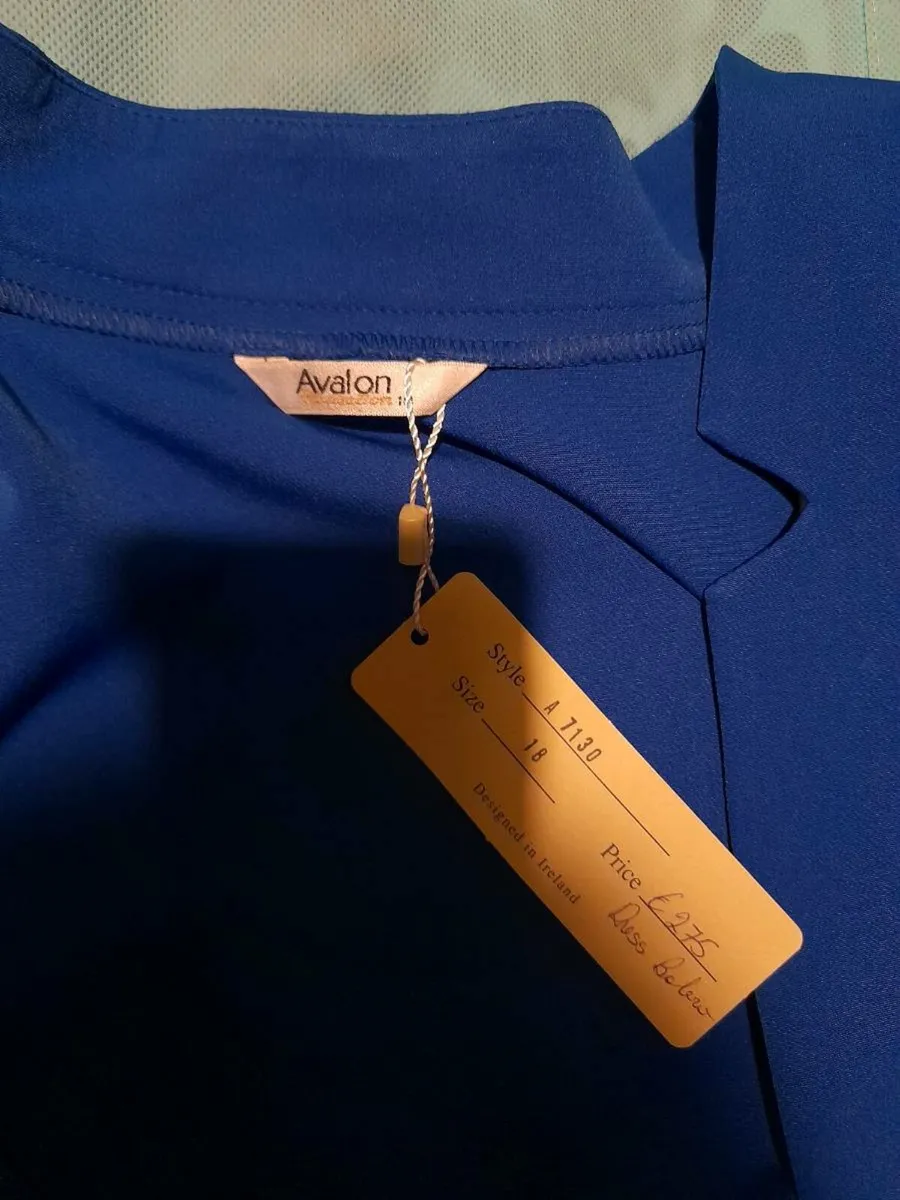 Avalon
Style A 7130
Size 18
Designed in Ireland
Price €275
Dress Bolero